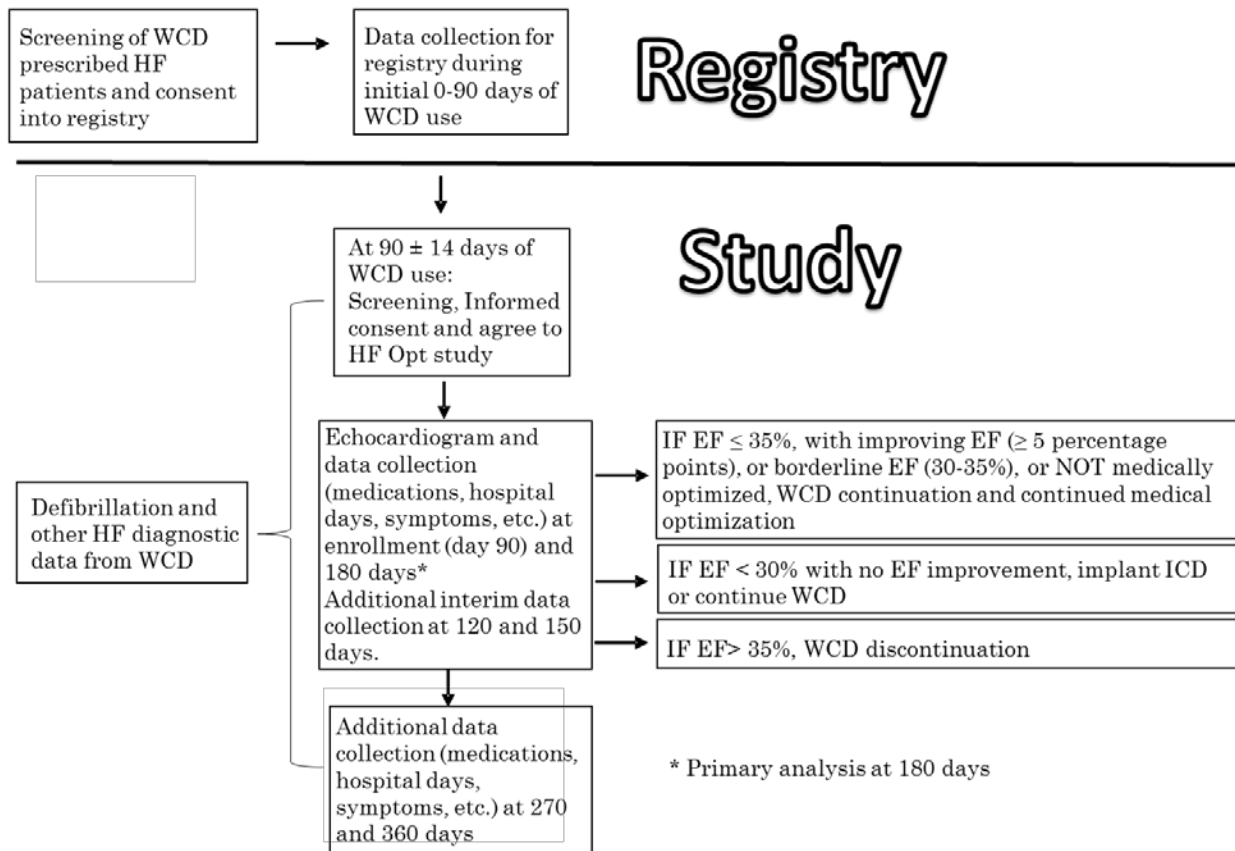 Screening of WCD
prescribed HF
patients and consent
into registry
Data collection for
registry during
initial 0-90 days of
WCD use
Registry
Study
At 90 ± 14 days of
WCD use:
Screening, Informed
consent and agree to
HF Opt study
Defibrillation and
other HF diagnostic
data from WCD
Echocardiogram and
data collection
(medications, hospital
days, symptoms, etc.) at
enrollment (day 90) and
180 days*
Additional interim data
collection at 120 and 150
days.
IF EF ≤ 35%, with improving EF (≥ 5 percentage
points), or borderline EF (30-35%), or NOT medically
optimized, WCD continuation and continued medical
optimization
IF EF < 30% with no EF improvement, implant ICD
or continue WCD
IF EF> 35%, WCD discontinuation
Additional data
collection (medications,
hospital days,
symptoms, etc.) at 270
and 360 days
* Primary analysis at 180 days